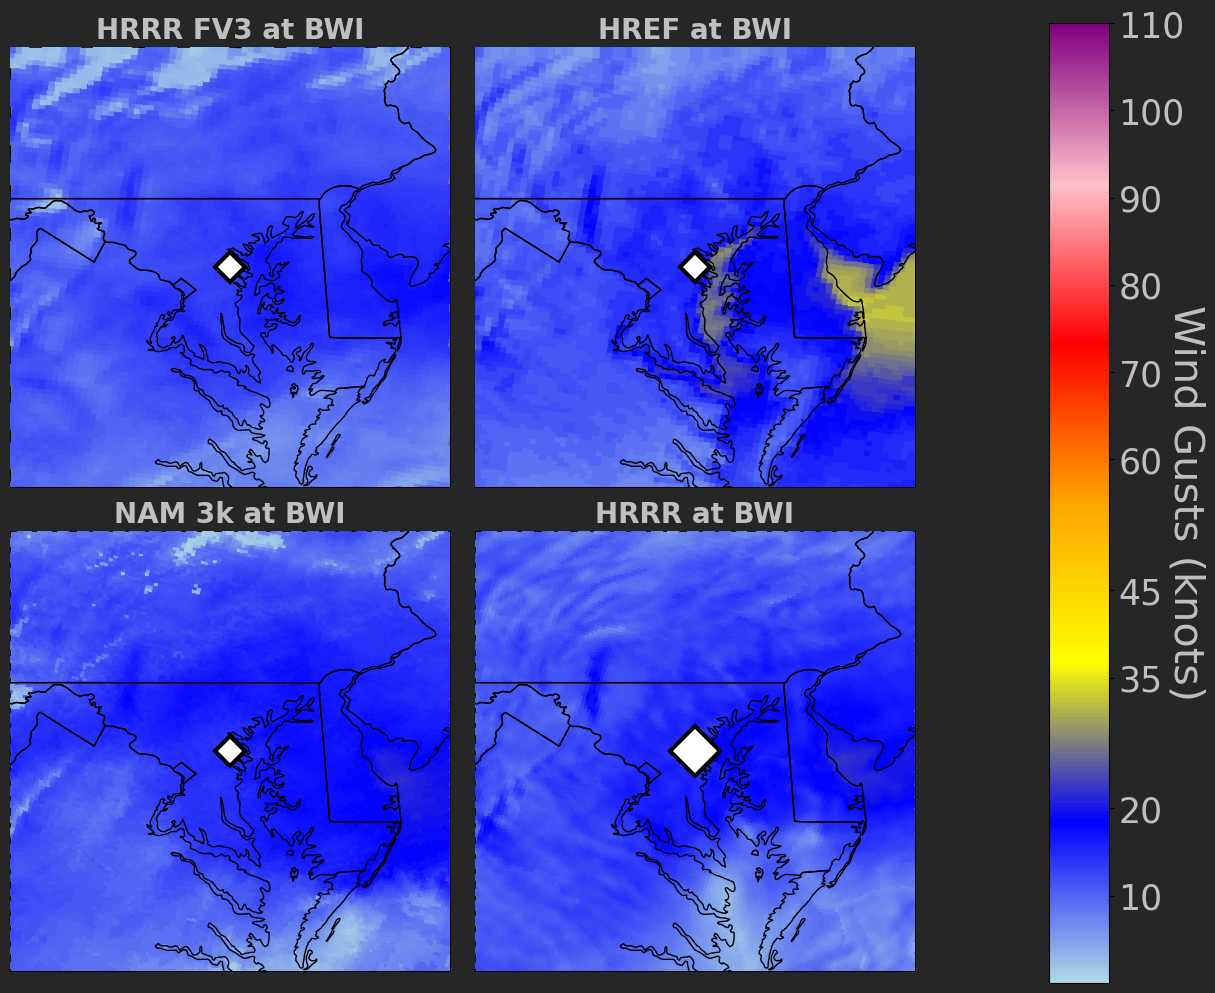 HRRR FV3 at BWI
HREF at BWI
NAM 3k at BWI
HRRR at BWI
110
100
90
80
70
60
45
35
20
10
Wind Gusts (knots)